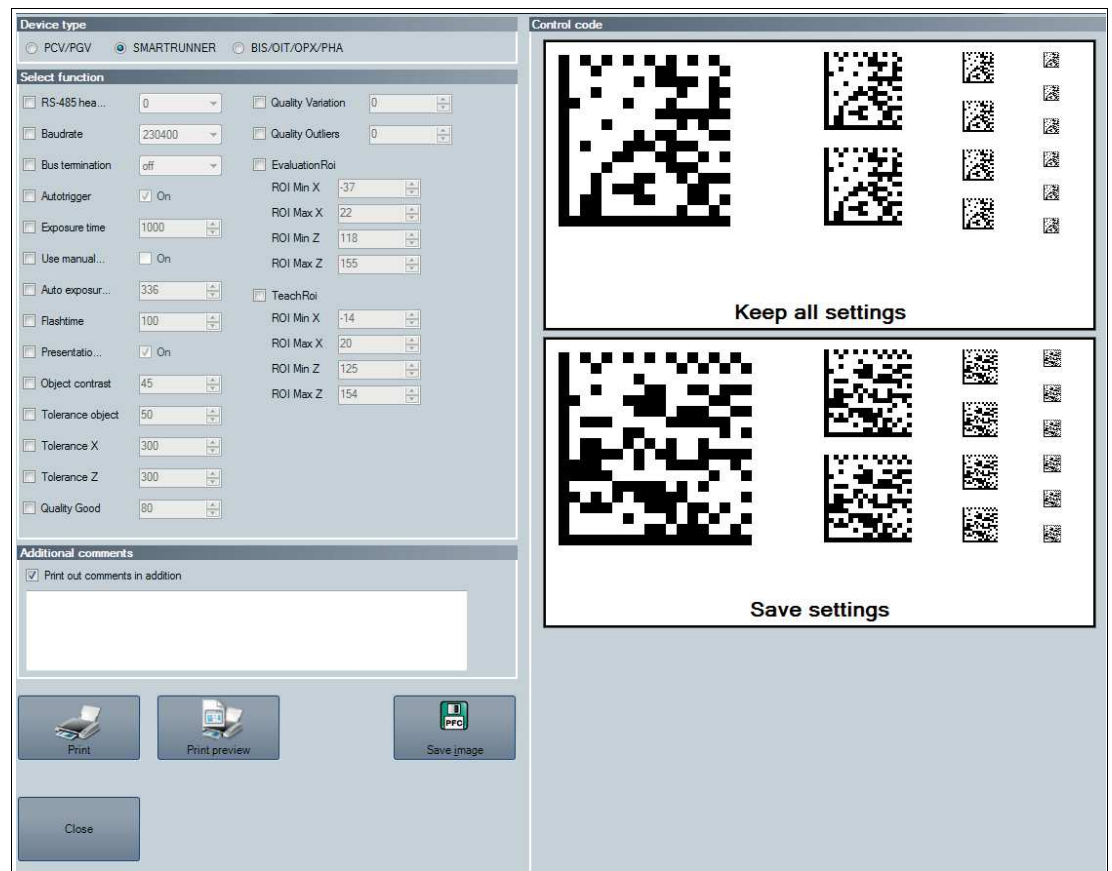 Device type
PCV/PGV SMARTRUNNER BIS/OIT/OPX/PHA
Select function
RS-485 hea... 0
Baudrate 230400
Bus termination off
Autotrigger On
Exposure time 1000
Use manual... On
Auto exposur... 336
Flashtime 100
Presentatio... On
Object contrast 45
Tolerance object 50
Tolerance X 300
Tolerance Z 300
Quality Good 80
Quality Variation 0
Quality Outliers 0
EvaluationRoi
ROI Min X -37
ROI Max X 22
ROI Min Z 118
ROI Max Z 155
TeachRoi
ROI Min X -14
ROI Max X 20
ROI Min Z 125
ROI Max Z 154
Additional comments
Print out comments in addition
Print
Print preview
PFC
Save image
Close
Control code
Keep all settings
Save settings